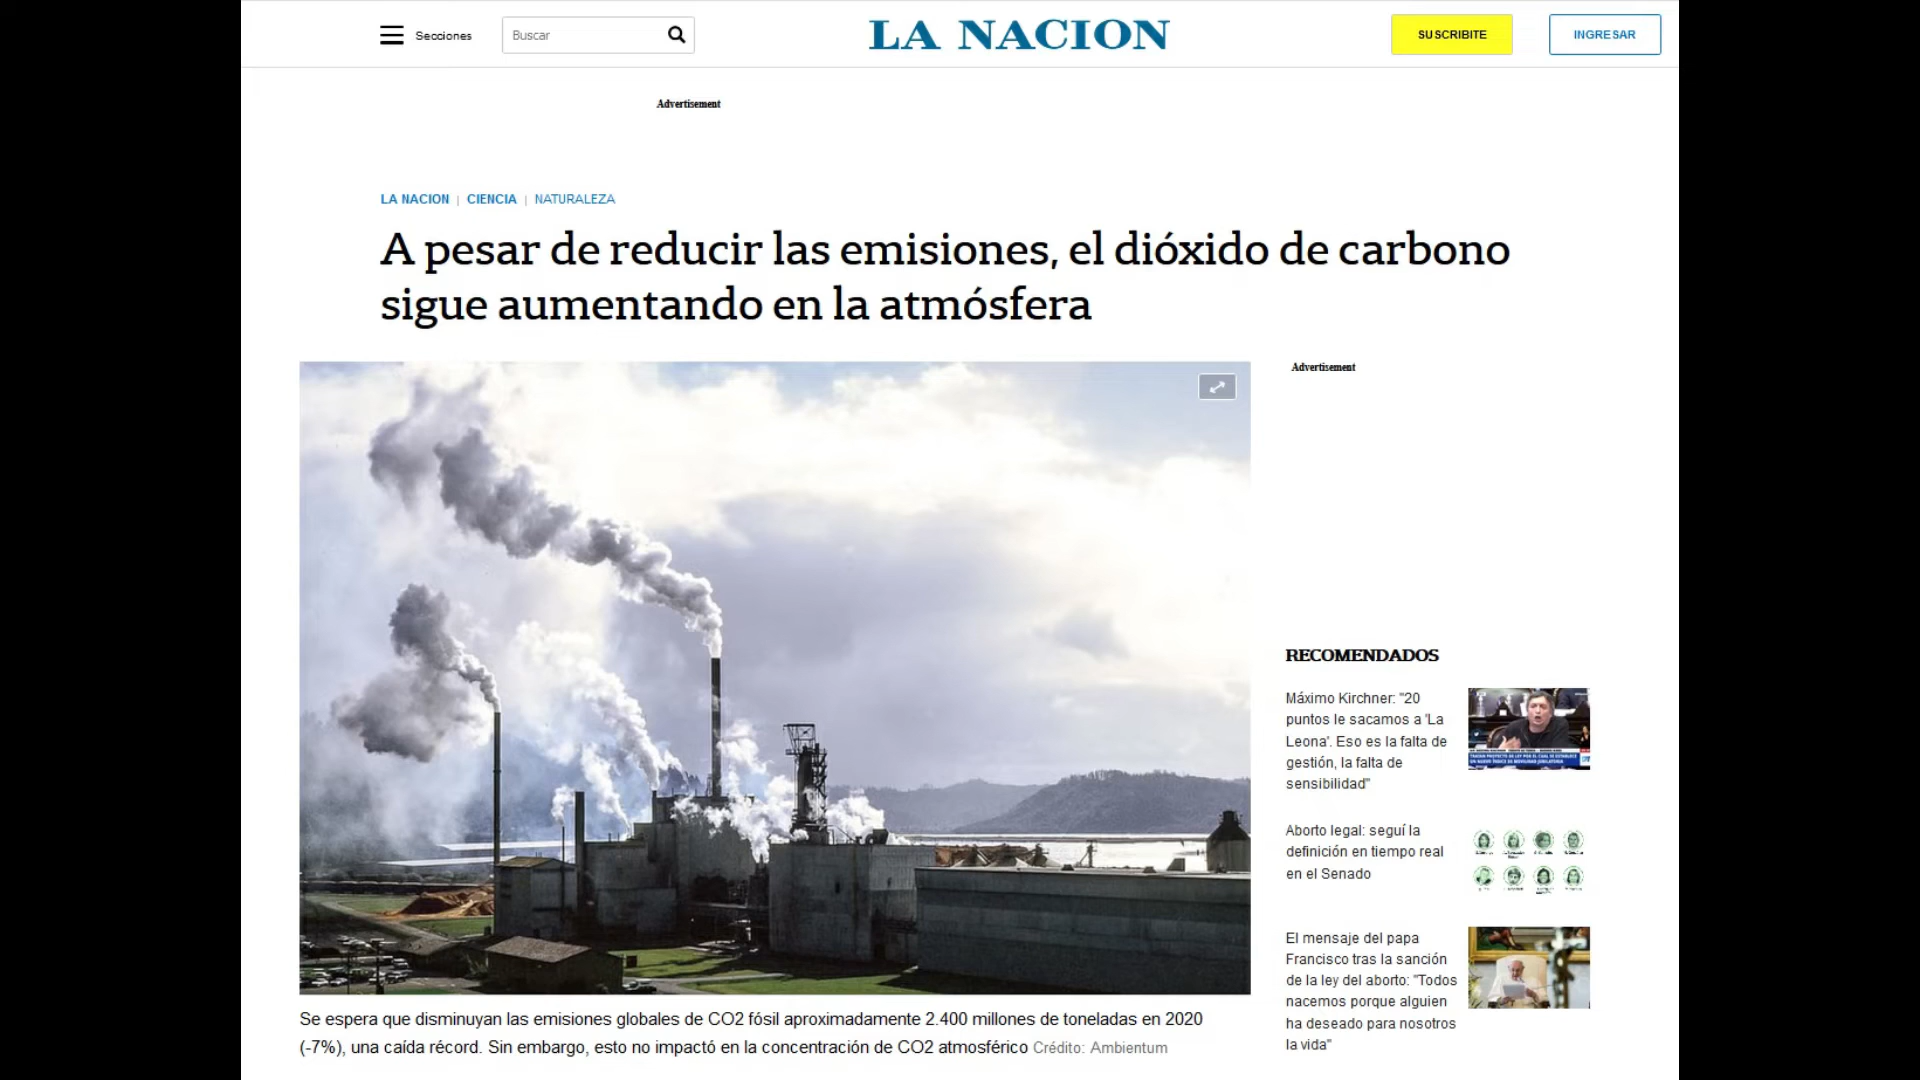 Secciones
Buscar
LA NACION
SUSCRIBITE
INGRESAR
Advertisement
LA NACION | CIENCIA | NATURALEZA
A pesar de reducir las emisiones, el dióxido de carbono
sigue aumentando en la atmósfera
Advertisement
RECOMENDADOS
Máximo Kirchner: "20
puntos le sacamos a 'La
Leona'. Eso es la falta de
gestión, la falta de
sensibilidad"
Aborto legal: seguí la
definición en tiempo real
en el Senado
El mensaje del papa
Francisco tras la sanción
de la ley del aborto: "Todos
nacemos porque alguien
ha deseado para nosotros
la vida"
Se espera que disminuyan las emisiones globales de CO2 fósil aproximadamente 2.400 millones de toneladas en 2020
(-7%), una caída récord. Sin embargo, esto no impactó en la concentración de CO2 atmosférico Crédito: Ambientum